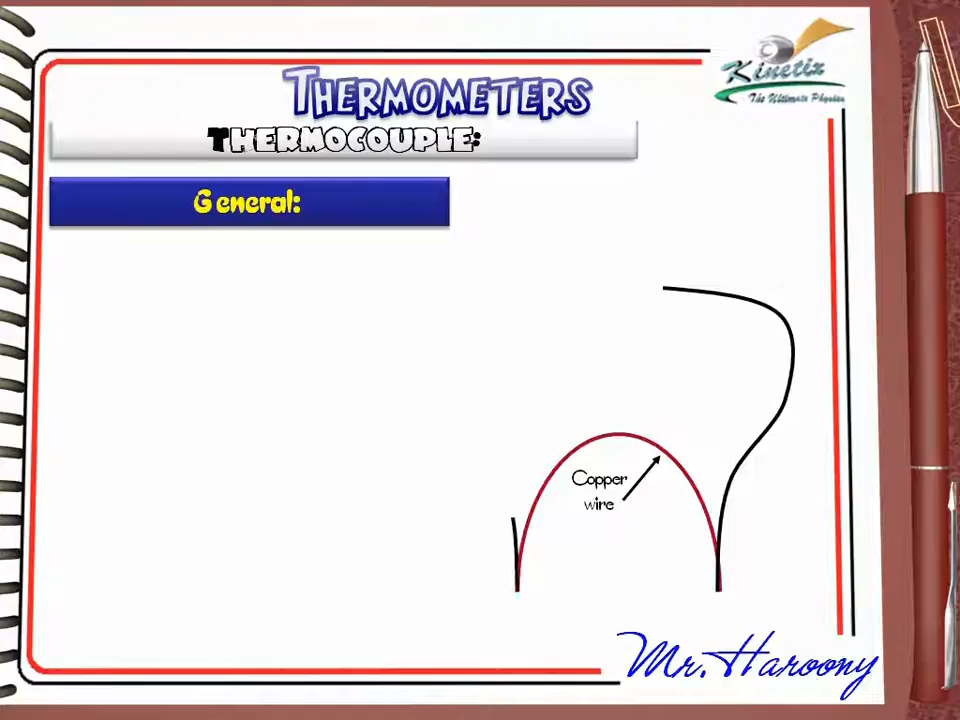 Kinetix
The Ultimate Physics
THERMOMETERS
THERMOCOUPLE:
General:
Copper
wire
Mr. Haroony